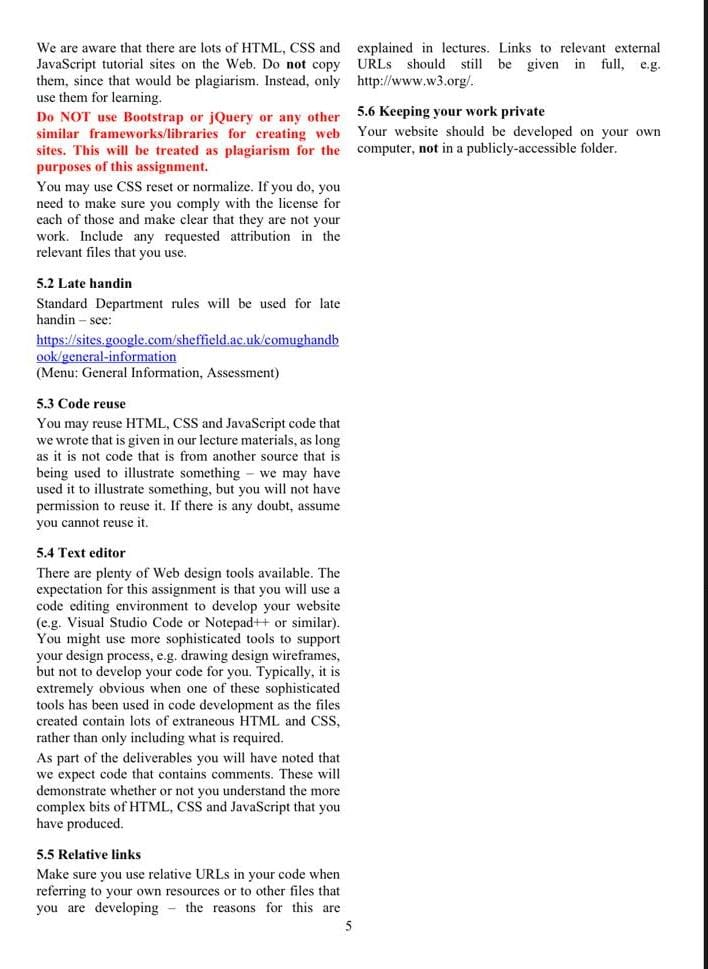 We are aware that there are lots of HTML, CSS and
JavaScript tutorial sites on the Web. Do not copy
them, since that would be plagiarism. Instead, only
use them for learning.
Do NOT use Bootstrap or jQuery or any other
similar frameworks/libraries for creating web
sites. This will be treated as plagiarism for the
purposes of this assignment.
You may use CSS reset or normalize. If you do, you
need to make sure you comply with the license for
each of those and make clear that they are not your
work. Include any requested attribution in the
relevant files that you use.
5.2 Late handin
Standard Department rules will be used for late
handin – see:
https://sites.google.com/sheffield.ac.uk/comughandb
ook/general-information
(Menu: General Information, Assessment)
5.3 Code reuse
You may reuse HTML, CSS and JavaScript code that
we wrote that is given in our lecture materials, as long
as it is not code that is from another source that is
being used to illustrate something – we may have
used it to illustrate something, but you will not have
permission to reuse it. If there is any doubt, assume
you cannot reuse it.
5.4 Text editor
There are plenty of Web design tools available. The
expectation for this assignment is that you will use a
code editing environment to develop your website
(e.g. Visual Studio Code or Notepad++ or similar).
You might use more sophisticated tools to support
your design process, e.g. drawing design wireframes,
but not to develop your code for you. Typically, it is
extremely obvious when one of these sophisticated
tools has been used in code development as the files
created contain lots of extraneous HTML and CSS,
rather than only including what is required.
As part of the deliverables you will have noted that
we expect code that contains comments. These will
demonstrate whether or not you understand the more
complex bits of HTML, CSS and JavaScript that you
have produced.
5.5 Relative links
Make sure you use relative URLs in your code when
referring to your own resources or to other files that
you are developing – the reasons for this are
explained in lectures. Links to relevant external
URLs should still be given in full, e.g.
http://www.w3.org/.
5.6 Keeping your work private
Your website should be developed on your own
computer, not in a publicly-accessible folder.
5